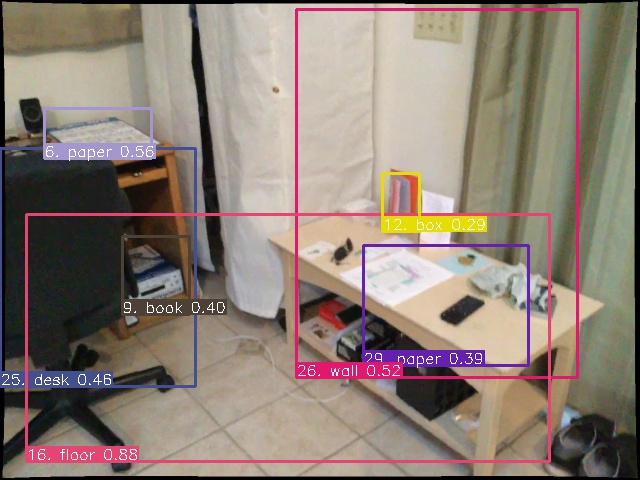 6. paper 0.56
12. box 0.29
9. book 0.40
29. paper 0.39
26. wall 0.52
25. desk 0.46
16. floor 0.88